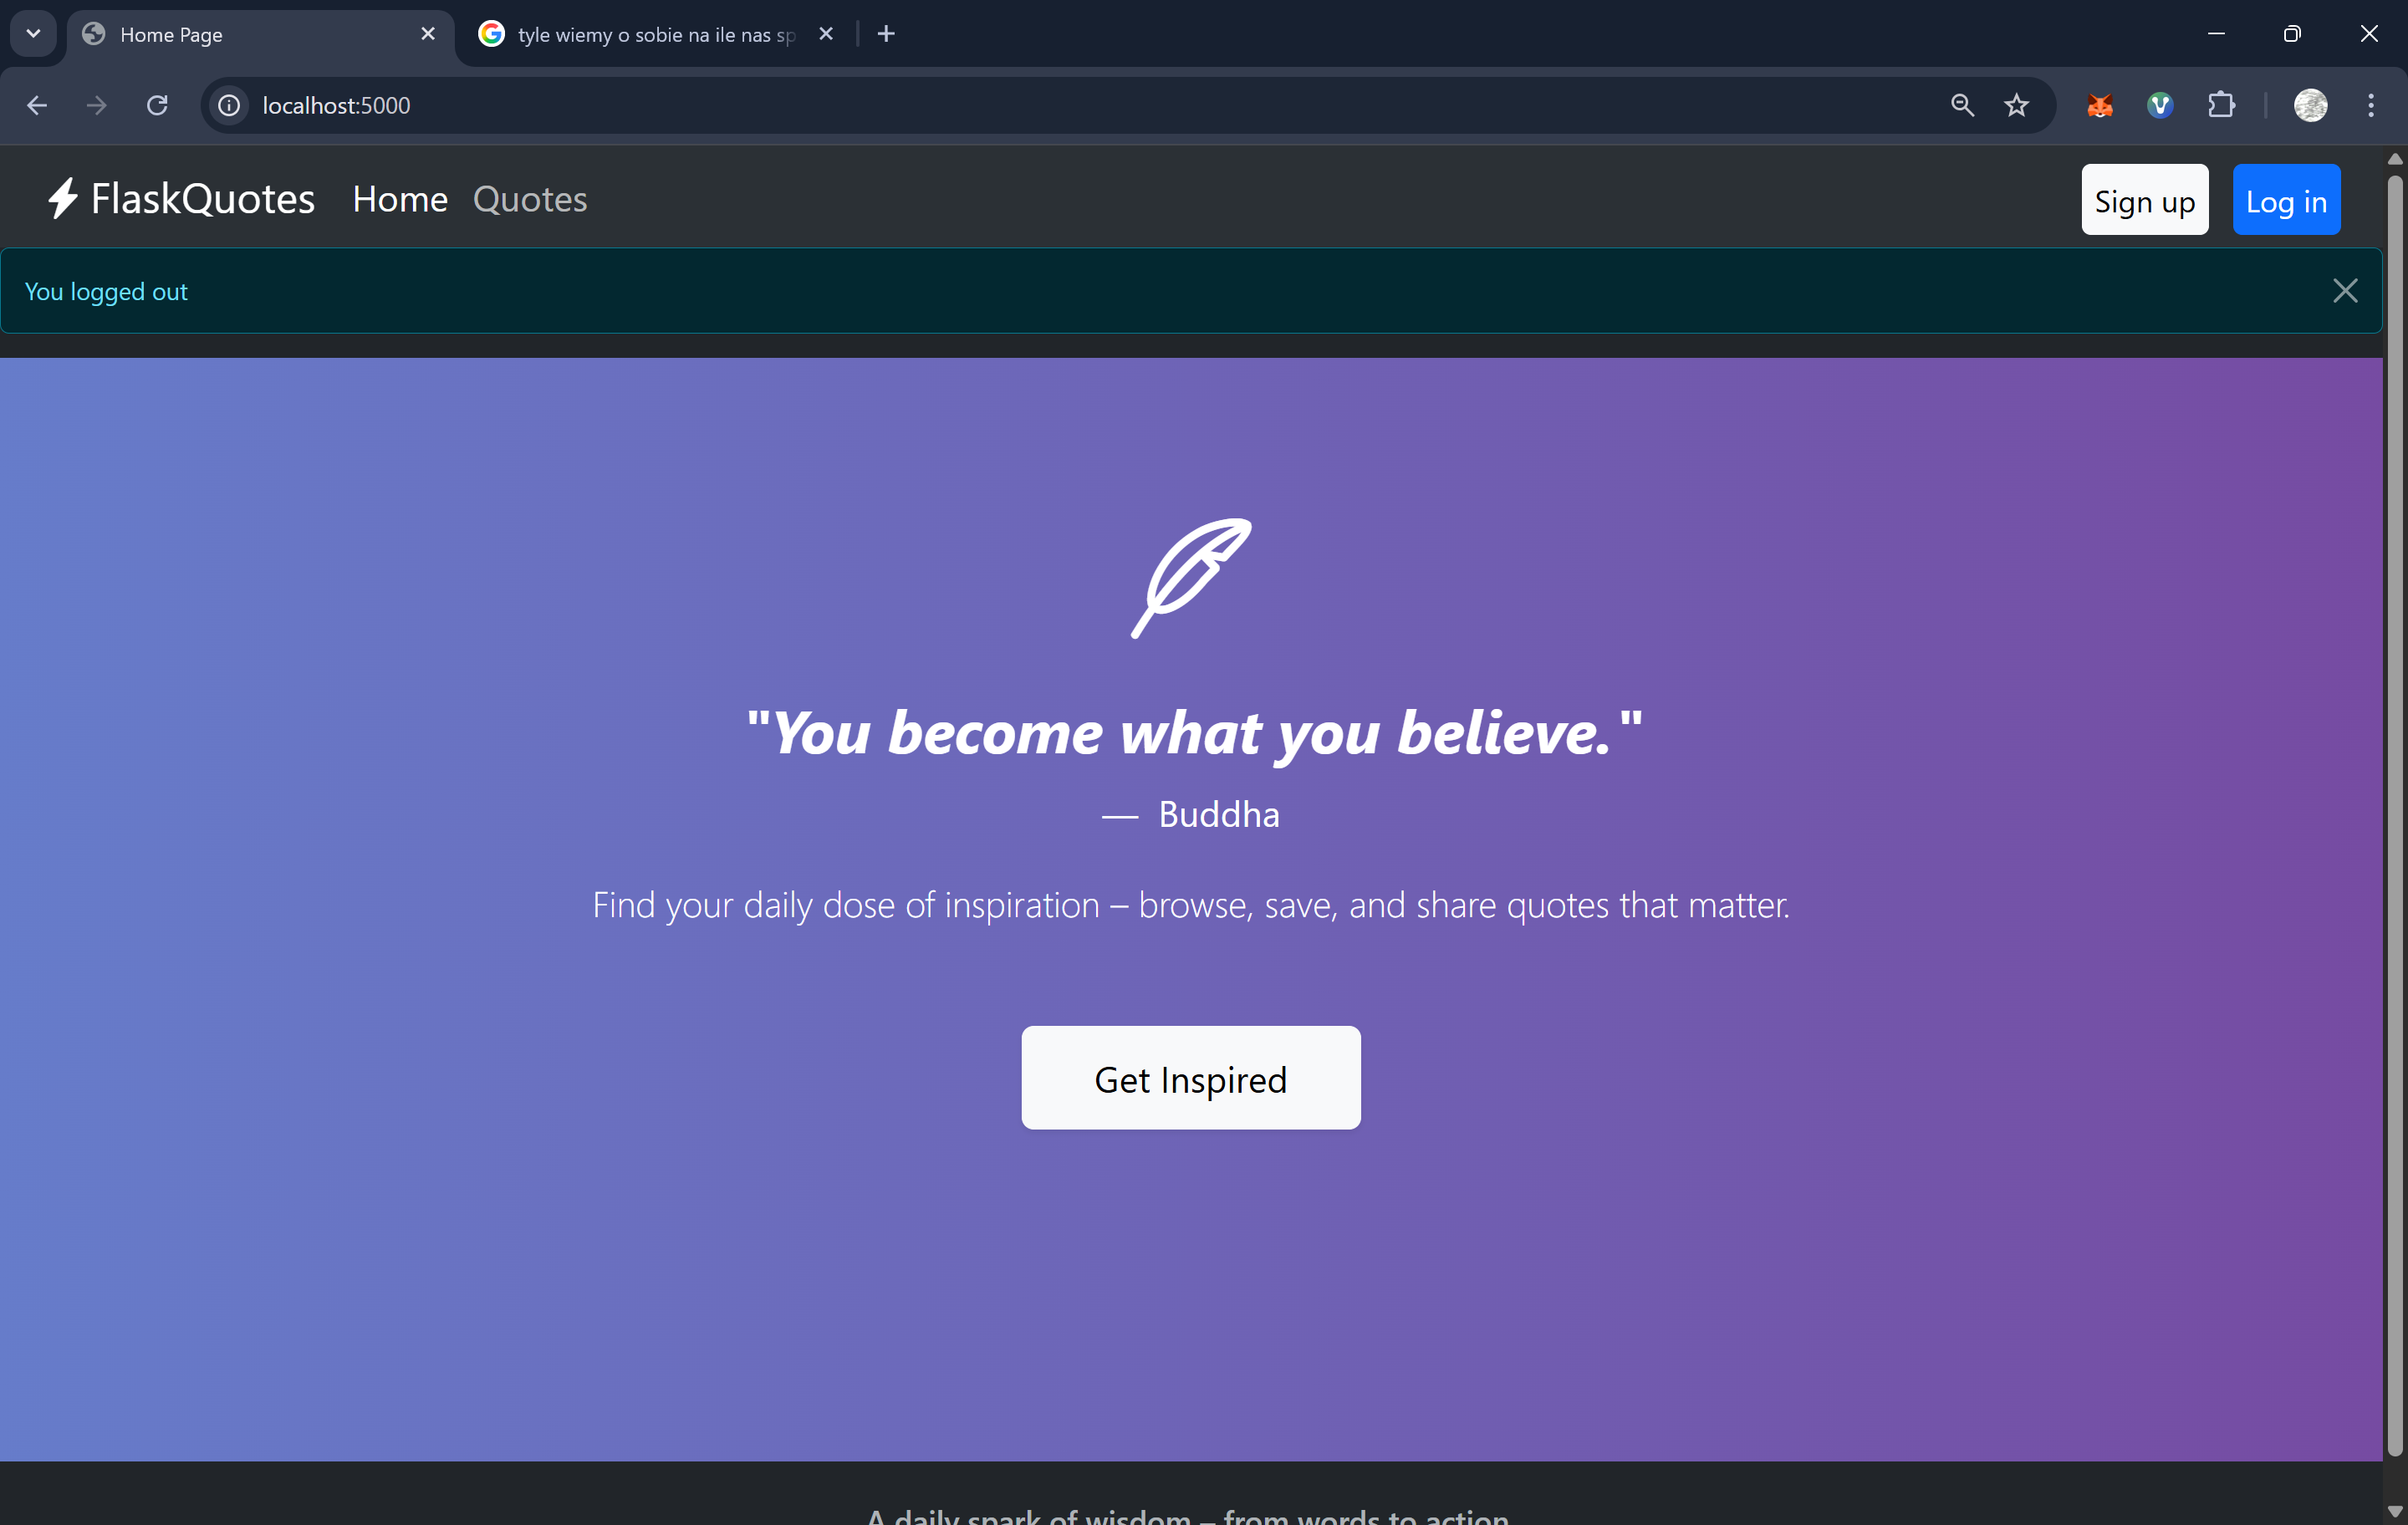 Home Page
tyle wiemy o sobie na ile nas sp
localhost:5000
FlaskQuotes Home Quotes Sign up Log in
You logged out
"You become what you believe."
— Buddha
Find your daily dose of inspiration – browse, save, and share quotes that matter.
Get Inspired
A daily spark of wisdom – from words to action